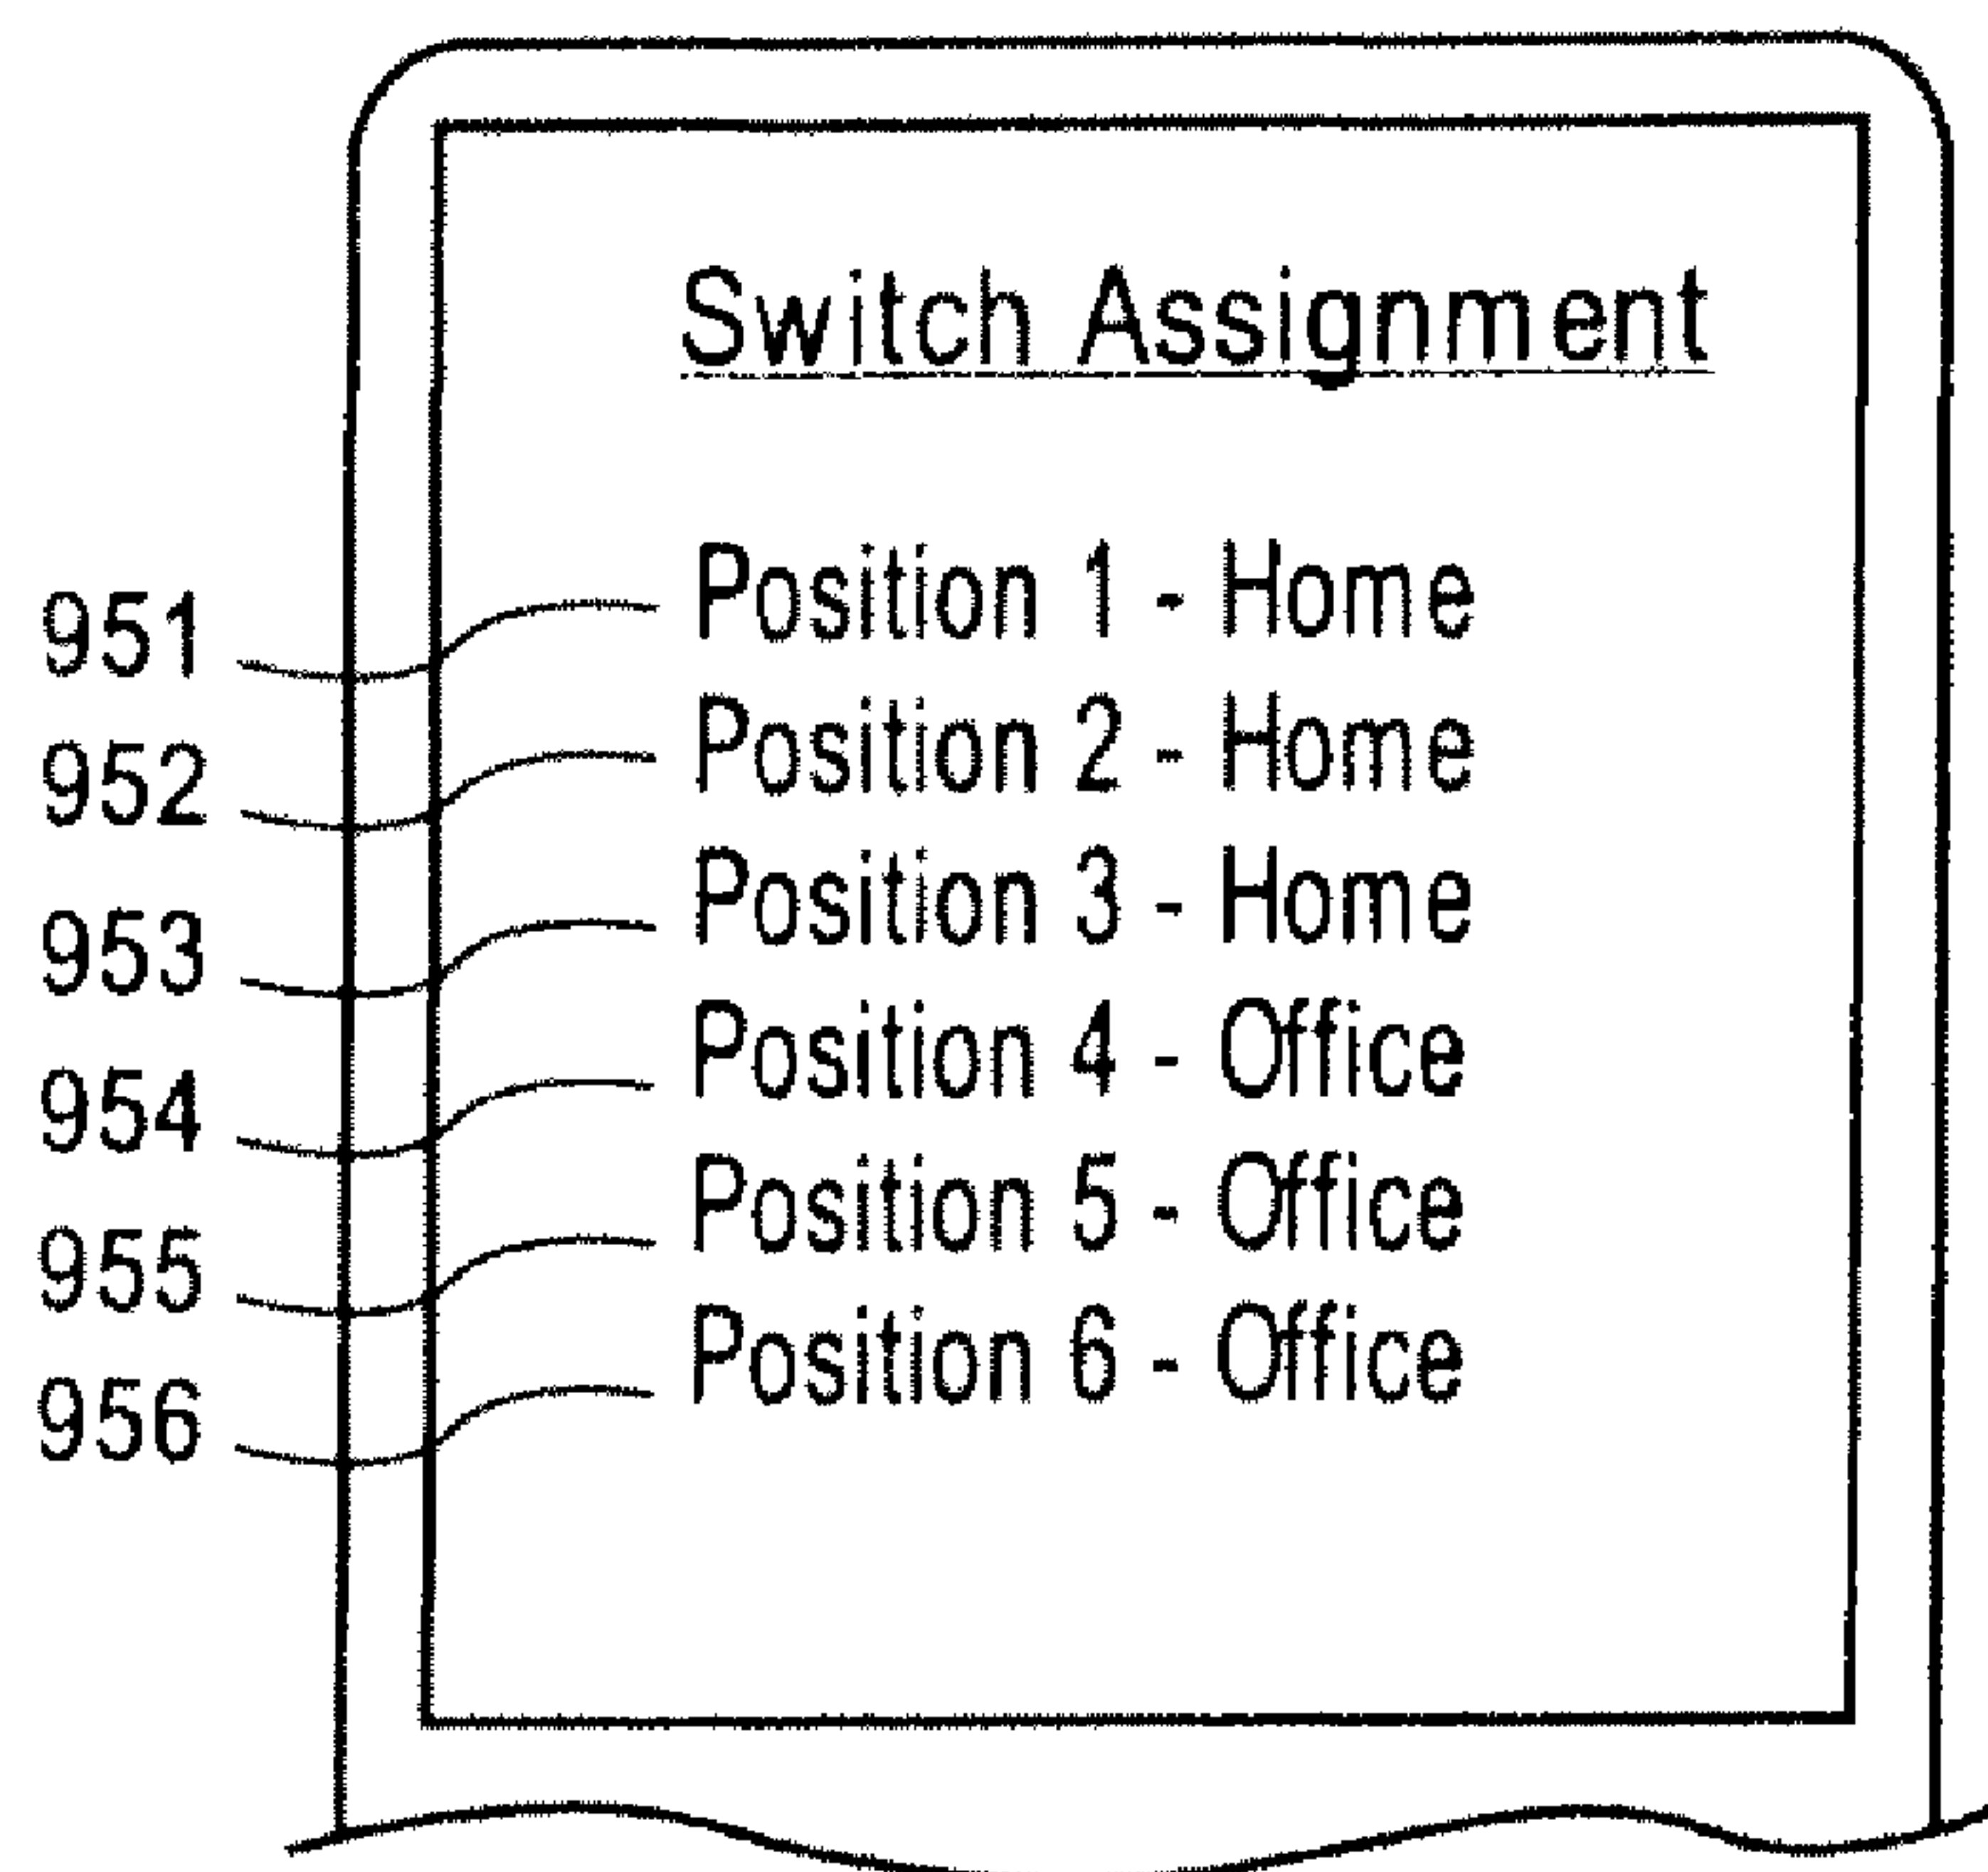 Switch Assignment
951 Position 1 - Home
952 Position 2 - Home
953 Position 3 - Home
954 Position 4 - Office
955 Position 5 - Office
956 Position 6 - Office